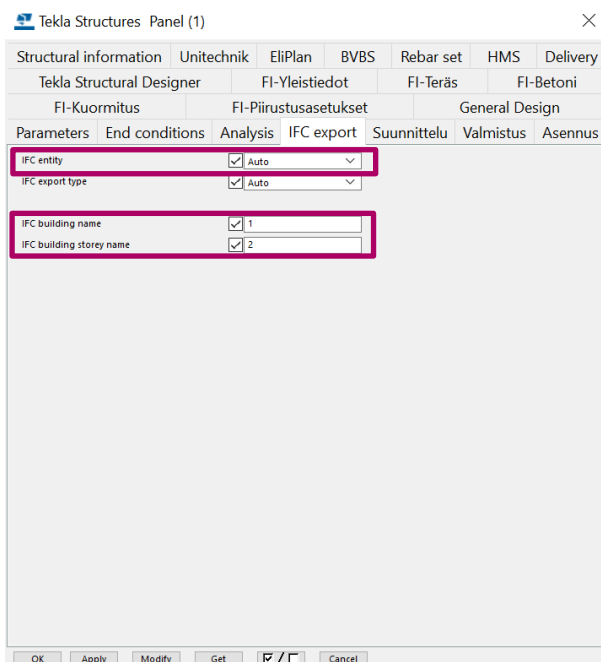 Tekla Structures Panel (1)
Structural information Unitechnik EliPlan BVBS Rebar set HMS Delivery
Tekla Structural Designer FI-Yleistiedot FI-Teräs FI-Betoni
FI-Kuormitus FI-Piirustusasetukset General Design
Parameters End conditions Analysis IFC export Suunnittelu Valmistus Asennus
IFC entity Auto
IFC export type Auto
IFC building name 1
IFC building storey name 2
OK Apply Modify Get / Cancel